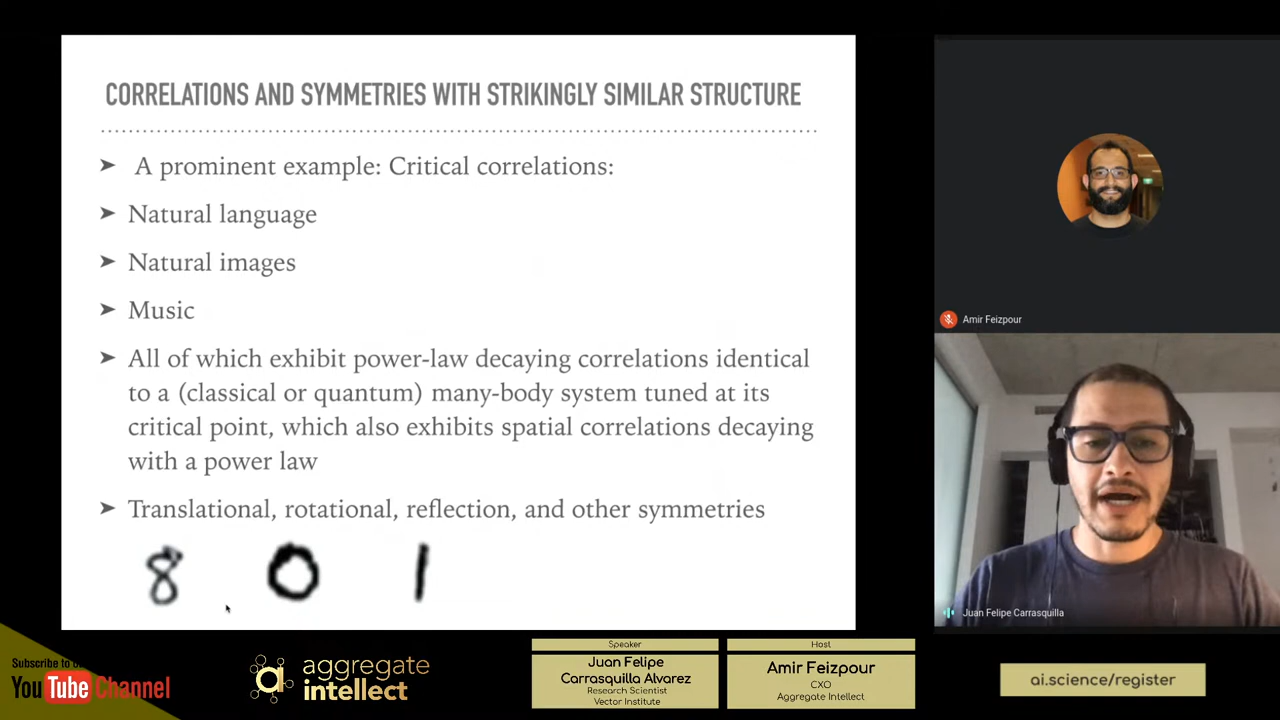 CORRELATIONS AND SYMMETRIES WITH STRIKINGLY SIMILAR STRUCTURE
➤ A prominent example: Critical correlations:
➤ Natural language
➤ Natural images
➤ Music
➤ All of which exhibit power-law decaying correlations identical
to a (classical or quantum) many-body system tuned at its
critical point, which also exhibits spatial correlations decaying
with a power law
➤ Translational, rotational, reflection, and other symmetries
8 0 1
Amir Feizpour
Juan Felipe Carrasquilla
YouTube Channel
aggregate
intellect
Speaker
Juan Felipe
Carrasquilla Alvarez
Research Scientist
Vector Institute
Host
Amir Feizpour
CXO
Aggregate Intellect
ai.science/register